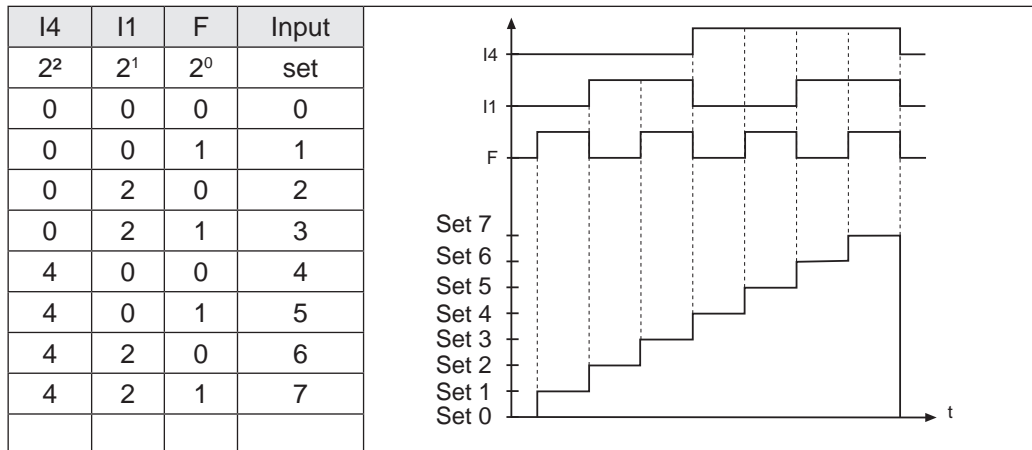 I4 I1 F Input
2² 2¹ 2⁰ set
0 0 0 0
0 0 1 1
0 2 0 2
0 2 1 3
4 0 0 4
4 0 1 5
4 2 0 6
4 2 1 7
I4
I1
F
Set 7
Set 6
Set 5
Set 4
Set 3
Set 2
Set 1
Set 0
t